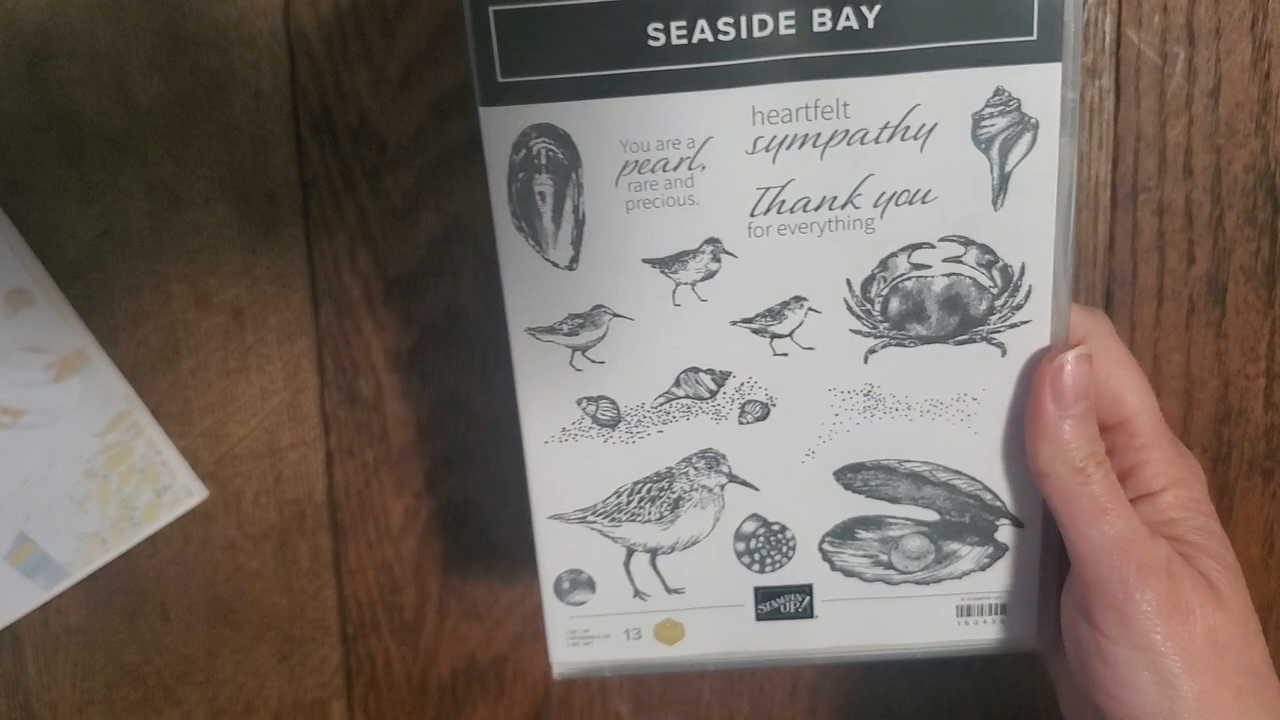 SEASIDE BAY
You are a
pearl,
rare and
precious.
heartfelt
sympathy
Thank you
for everything
STAMPIN' UP!
13